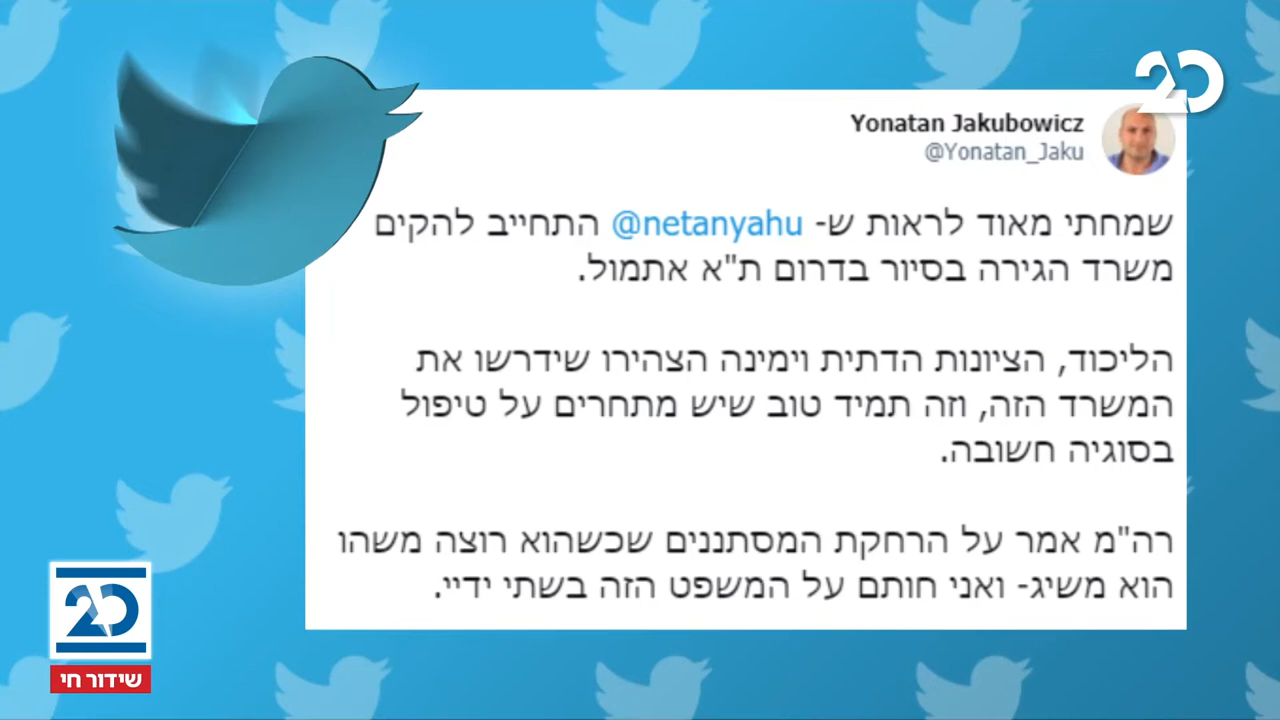 20
Yonatan Jakubowicz
@Yonatan_Jaku
שמחתי מאוד לראות ש- @netanyahu התחייב להקים
משרד הגירה בסיור בדרום ת"א אתמול.
הליכוד, הציונות הדתית וימינה הצהירו שידרשו את
המשרד הזה, וזה תמיד טוב שיש מתחרים על טיפול
בסוגיה חשובה.
רה"מ אמר על הרחקת המסתננים שכשהוא רוצה משהו
הוא משיג- ואני חותם על המשפט הזה בשתי ידיי.
20
שידור חי